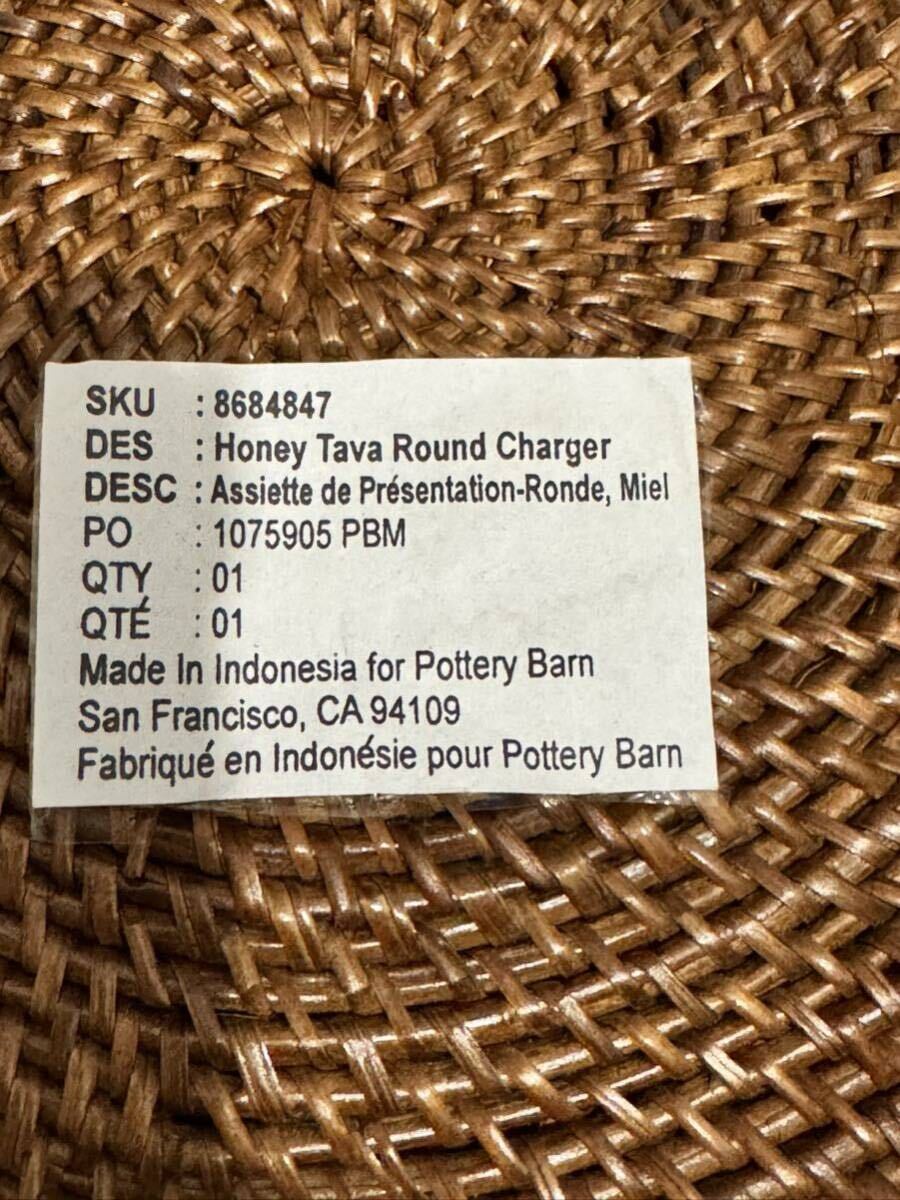 SKU : 8684847
DES : Honey Tava Round Charger
DESC : Assiette de Présentation-Ronde, Miel
PO : 1075905 PBM
QTY : 01
QTÉ : 01
Made In Indonesia for Pottery Barn
San Francisco, CA 94109
Fabriqué en Indonésie pour Pottery Barn